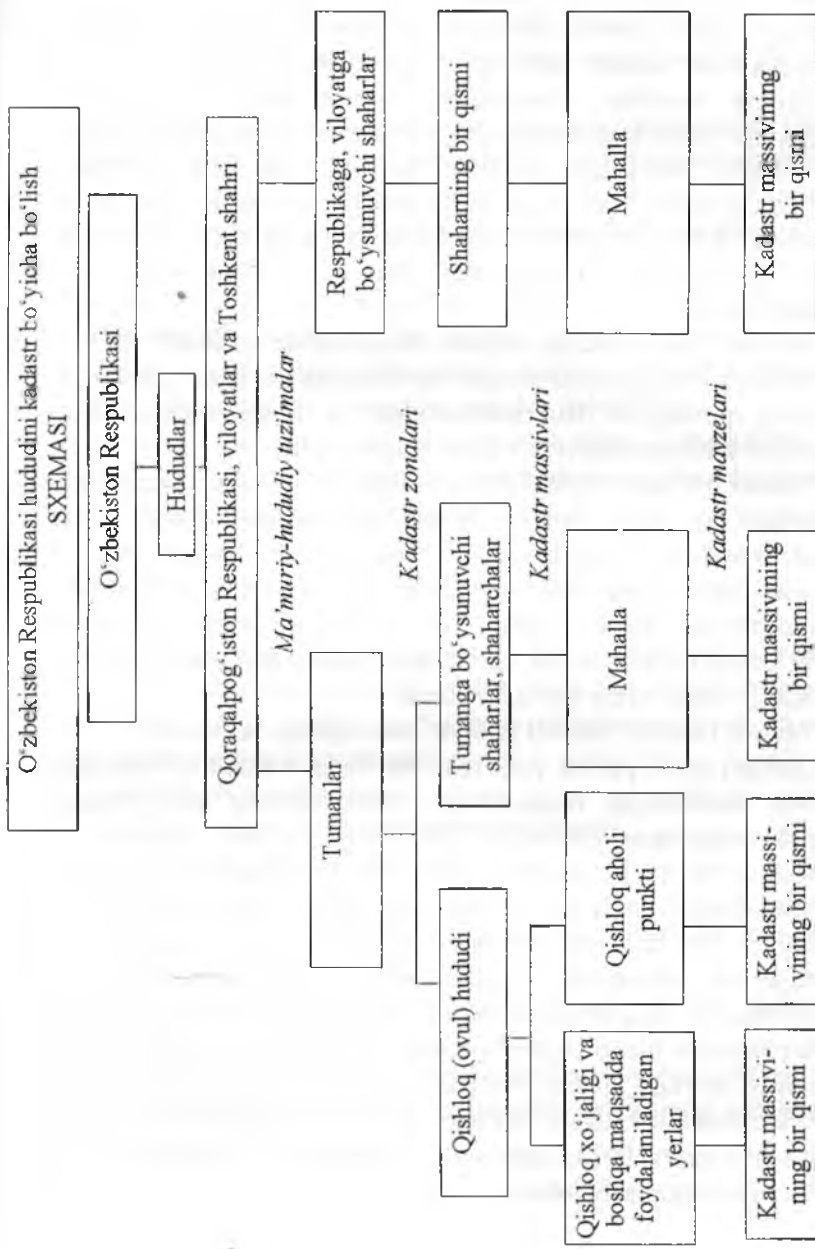 O‘zbekiston Respublikasi hududini kadastr bo‘yicha bo‘lish
SXEMASI
O‘zbekiston Respublikasi
Hududlar
Qoraqalpog‘iston Respublikasi, viloyatlar va Toshkent shahri
Ma’muriy-hududiy tuzilmalar
Tumanlar
Respublikaga, viloyatga
bo‘ysunuvchi shaharlar
Kadastr zonalari
Qishloq (ovul) hududi
Tumanga bo‘ysunuvchi
shaharlar, shaharchalar
Shaharning bir qismi
Kadastr massivlari
Qishloq xo‘jaligi va
boshqa maqsadda
foydalaniladigan
yerlar
Qishloq aholi
punkti
Mahalla
Mahalla
Kadastr mavzelari
Kadastr massivi-
ning bir qismi
Kadastr massi-
vining bir qismi
Kadastr massivining
bir qismi
Kadastr massivining
bir qismi